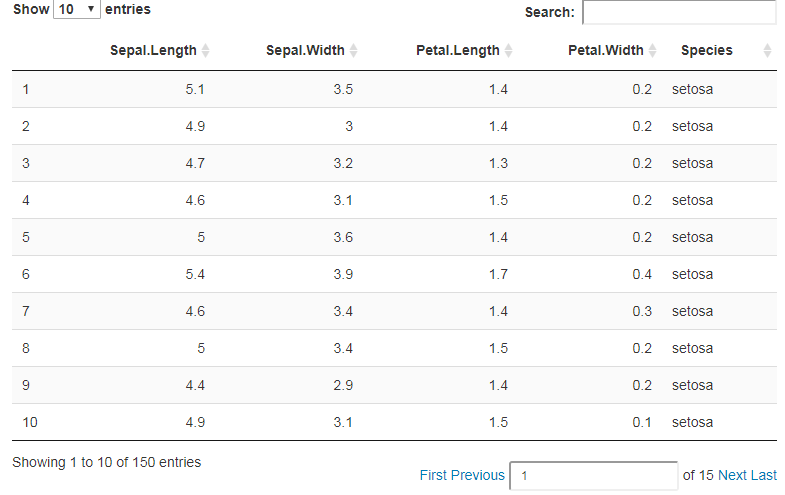 Show 10 entries Search:
Sepal.Length Sepal.Width Petal.Length Petal.Width Species
1 5.1 3.5 1.4 0.2 setosa
2 4.9 3 1.4 0.2 setosa
3 4.7 3.2 1.3 0.2 setosa
4 4.6 3.1 1.5 0.2 setosa
5 5 3.6 1.4 0.2 setosa
6 5.4 3.9 1.7 0.4 setosa
7 4.6 3.4 1.4 0.3 setosa
8 5 3.4 1.5 0.2 setosa
9 4.4 2.9 1.4 0.2 setosa
10 4.9 3.1 1.5 0.1 setosa
Showing 1 to 10 of 150 entries
First Previous 1 of 15 Next Last